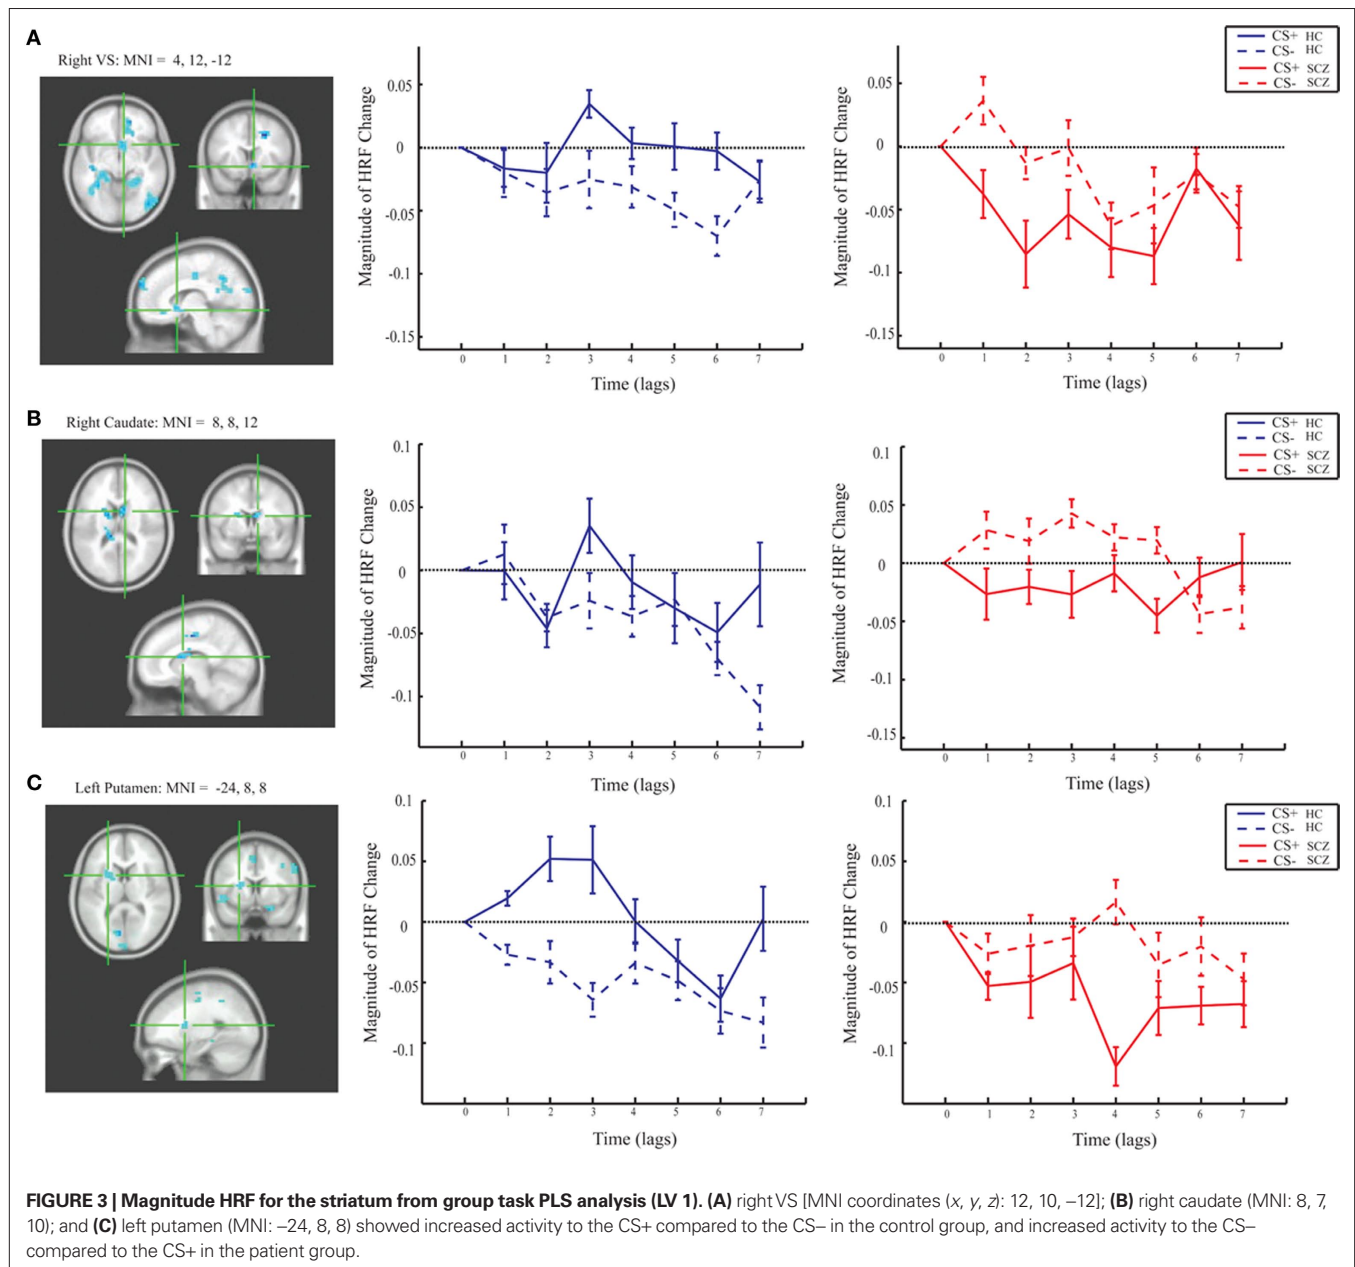 A
Right VS: MNI = 4, 12, -12
Magnitude of HRF Change
0.05
0
-0.05
-0.1
-0.15
0 1 2 3 4 5 6 7
Time (lags)
Magnitude of HRF Change
0.05
0
-0.05
-0.1
-0.15
0 1 2 3 4 5 6 7
Time (lags)
CS+ HC
CS- HC
CS+ SCZ
CS- SCZ
B
Right Caudate: MNI = 8, 8, 12
Magnitude of HRF Change
0.1
0.05
0
-0.05
-0.1
0 1 2 3 4 5 6 7
Time (lags)
Magnitude of HRF Change
0.1
0.05
0
-0.05
-0.1
-0.15
0 1 2 3 4 5 6 7
Time (lags)
CS+ HC
CS- HC
CS+ SCZ
CS- SCZ
C
Left Putamen: MNI = -24, 8, 8
Magnitude of HRF Change
0.1
0.05
0
-0.05
-0.1
0 1 2 3 4 5 6 7
Time (lags)
Magnitude of HRF Change
0.1
0.05
0
-0.05
-0.1
0 1 2 3 4 5 6 7
Time (lags)
CS+ HC
CS- HC
CS+ SCZ
CS- SCZ
FIGURE 3 | Magnitude HRF for the striatum from group task PLS analysis (LV 1). (A) right VS [MNI coordinates (x, y, z): 12, 10, –12]; (B) right caudate (MNI: 8, 7,
10); and (C) left putamen (MNI: –24, 8, 8) showed increased activity to the CS+ compared to the CS– in the control group, and increased activity to the CS–
compared to the CS+ in the patient group.